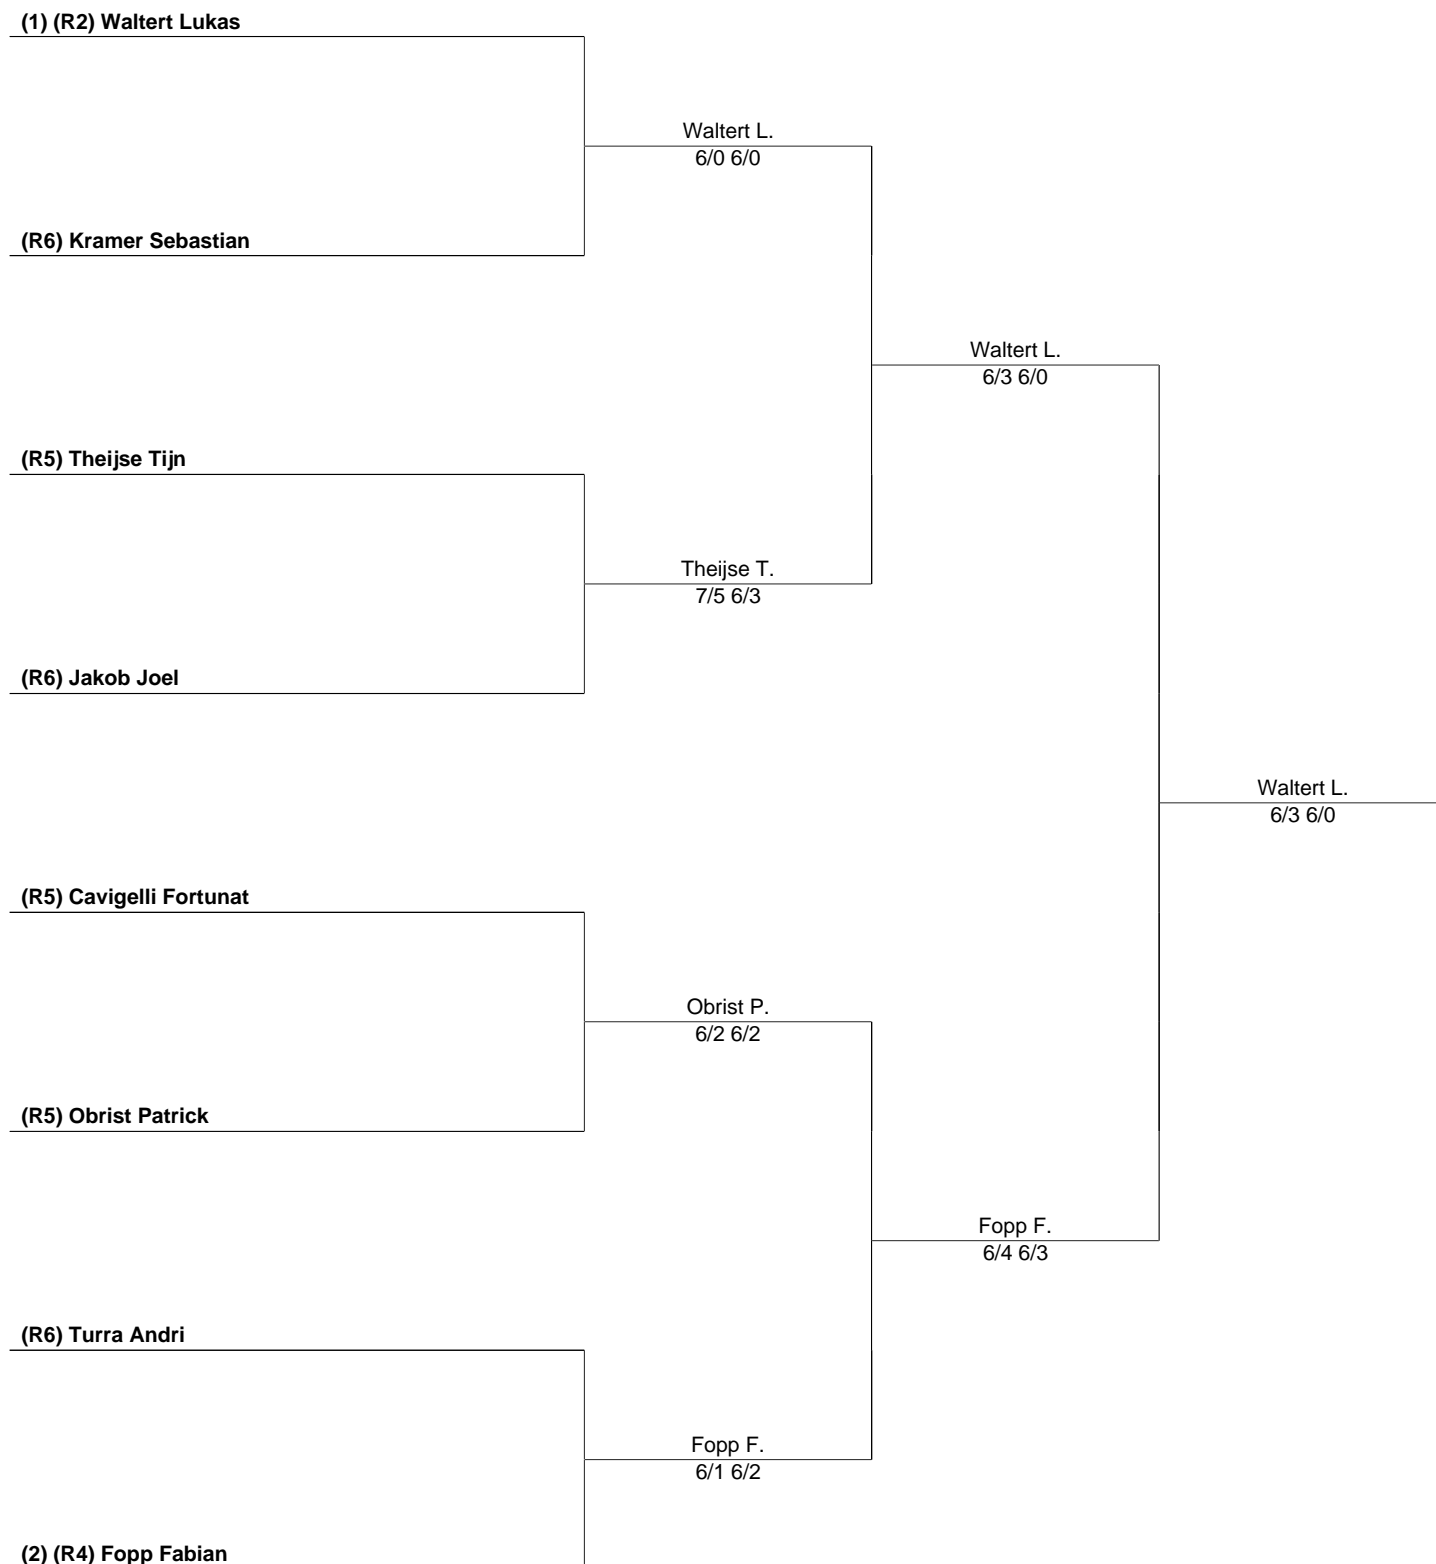 (1) (R2) Waltert Lukas
Waltert L.
6/0 6/0
(R6) Kramer Sebastian
Waltert L.
6/3 6/0
(R5) Theijse Tijn
Theijse T.
7/5 6/3
(R6) Jakob Joel
Waltert L.
6/3 6/0
(R5) Cavigelli Fortunat
Obrist P.
6/2 6/2
(R5) Obrist Patrick
Fopp F.
6/4 6/3
(R6) Turra Andri
Fopp F.
6/1 6/2
(2) (R4) Fopp Fabian